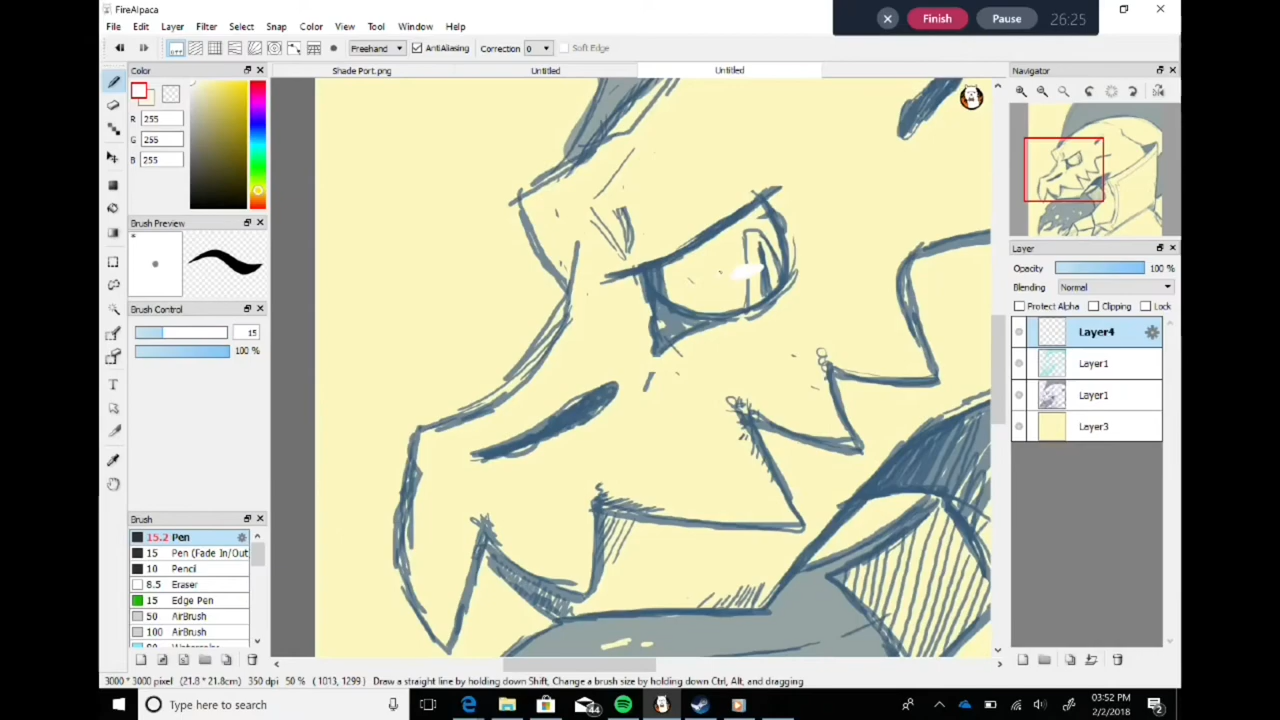 FireAlpaca
Finish
Pause
26:25
File Edit Layer Filter Select Snap Color View Tool Window Help
Freehand
AntiAliasing
Correction 0
Soft Edge
Color
Shade Port.png
Untitled
Untitled
Navigator
R 255
G 255
B 255
Brush Preview
Brush Control
15
100 %
Layer
Opacity 100 %
Blending Normal
Protect Alpha Clipping Lock
Layer4
Layer1
Layer1
Layer3
Brush
15.2 Pen
15 Pen (Fade In/Out
10 Pencil
8.5 Eraser
15 Edge Pen
50 AirBrush
100 AirBrush
3000 * 3000 pixel (21.8 * 21.8cm) 350 dpi 50 % (1013, 1299) Draw a straight line by holding down Shift, Change a brush size by holding down Ctrl, Alt, and dragging
Type here to search
44
03:52 PM
2/2/2018
2